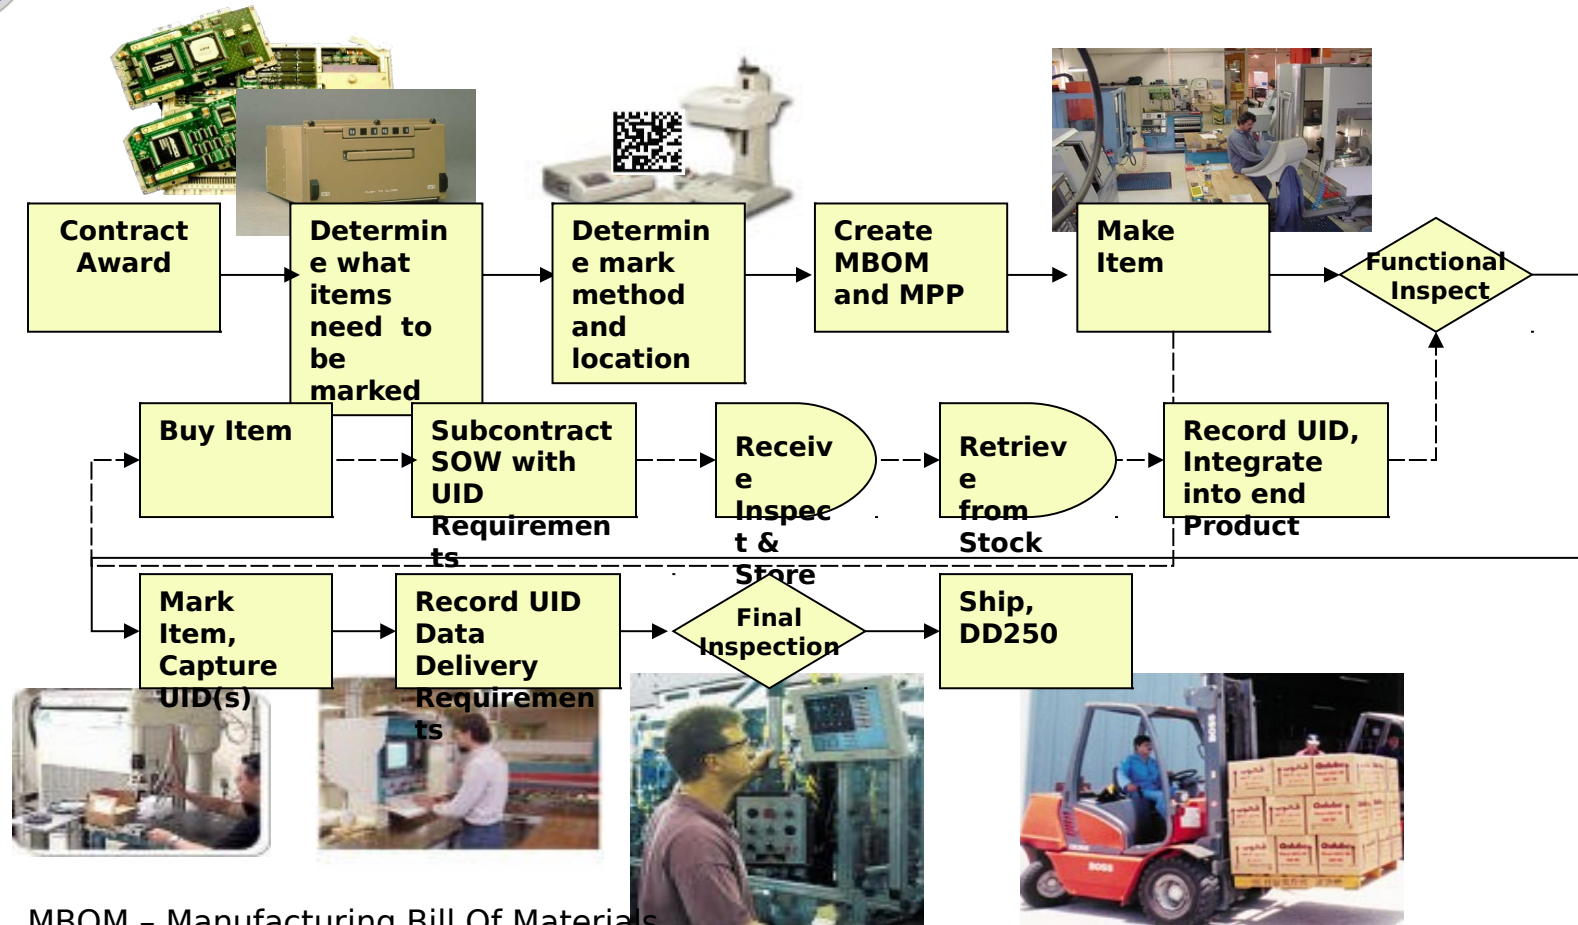 Contract
Award
Determin
e what
items
need  to
be
marked
Determin
e mark
method
and
location
Create
MBOM
and MPP
Make
Item
Functional
Inspect
Buy Item
Subcontract
SOW with
UID
Requiremen
ts
Receiv
e
Inspec
t &
Store
Retriev
e
from
Stock
Record UID,
Integrate
into end
Product
Mark
Item,
Capture
UID(s)
Record UID
Data
Delivery
Requiremen
ts
Final
Inspection
Ship,
DD250
BOSS
BOSS
MBOM – Manufacturing Bill Of Materials